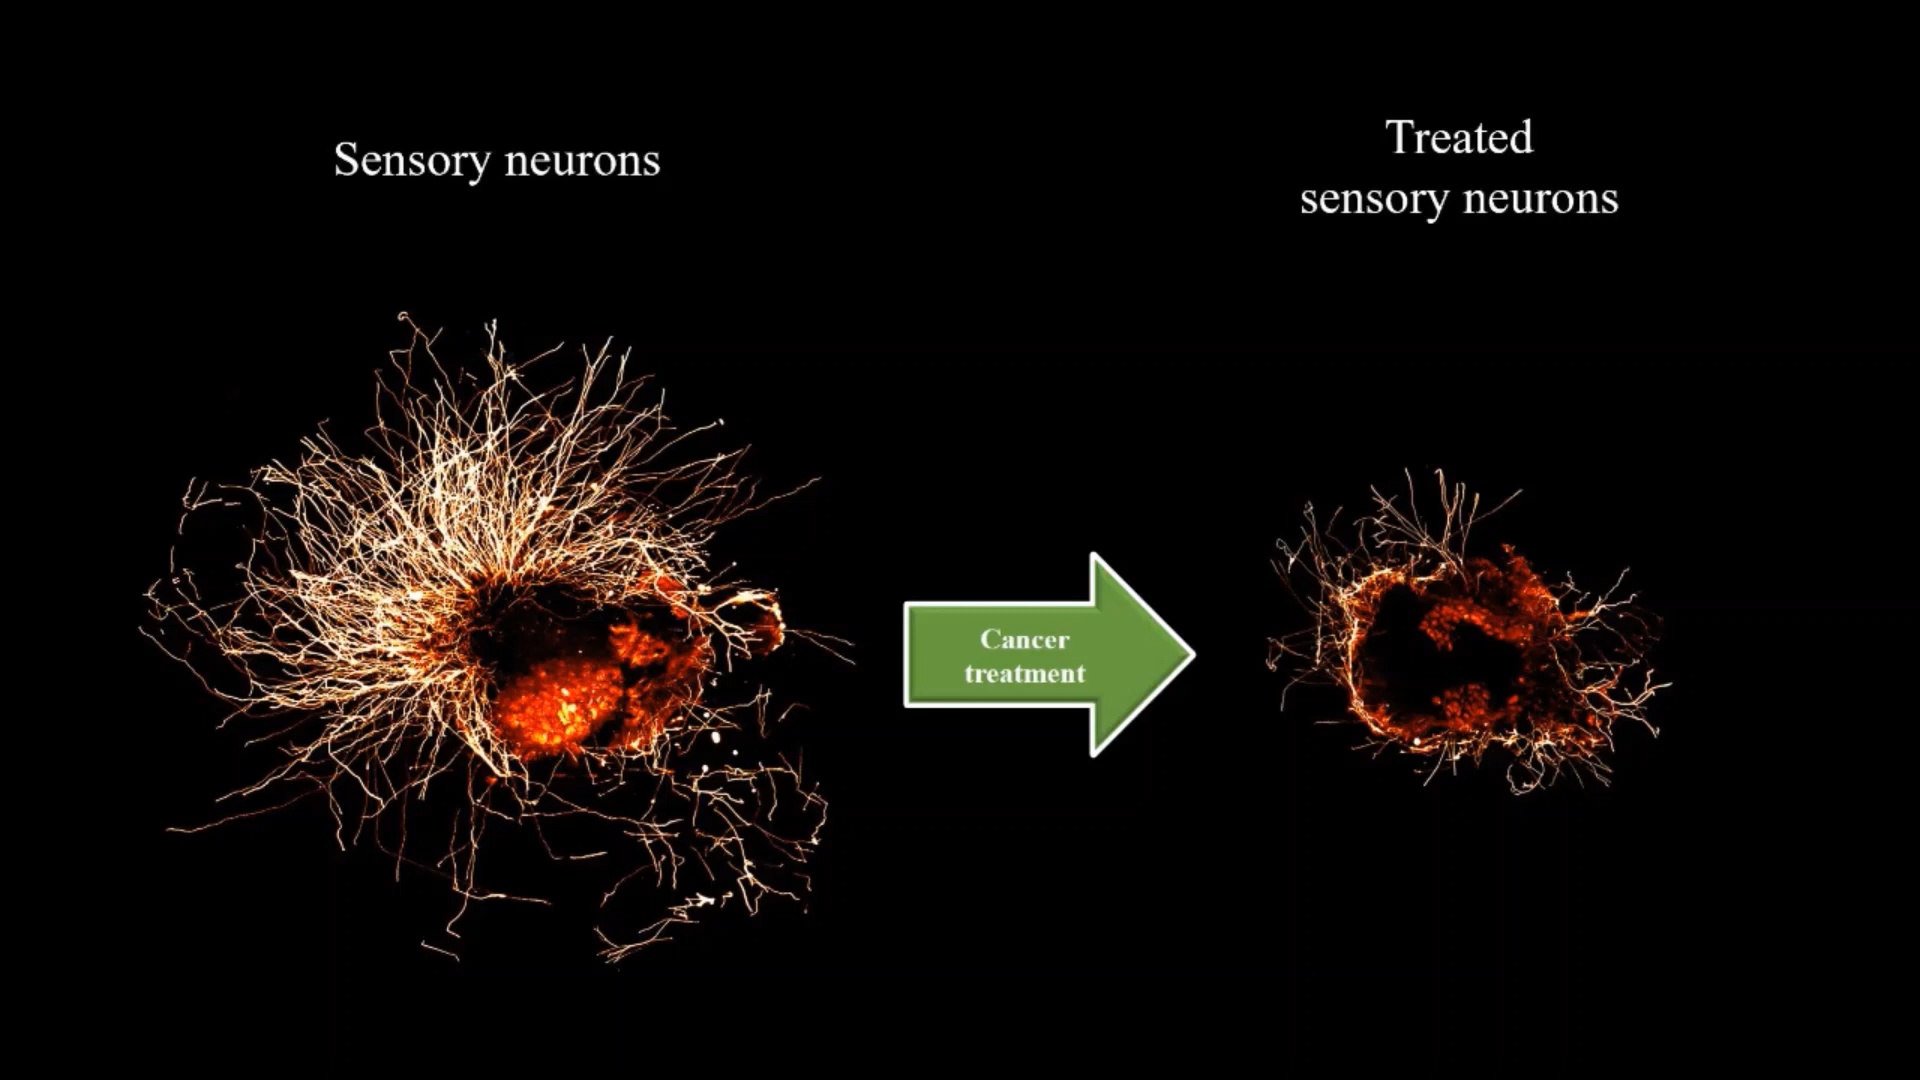 Sensory neurons
Treated
sensory neurons
Cancer
treatment